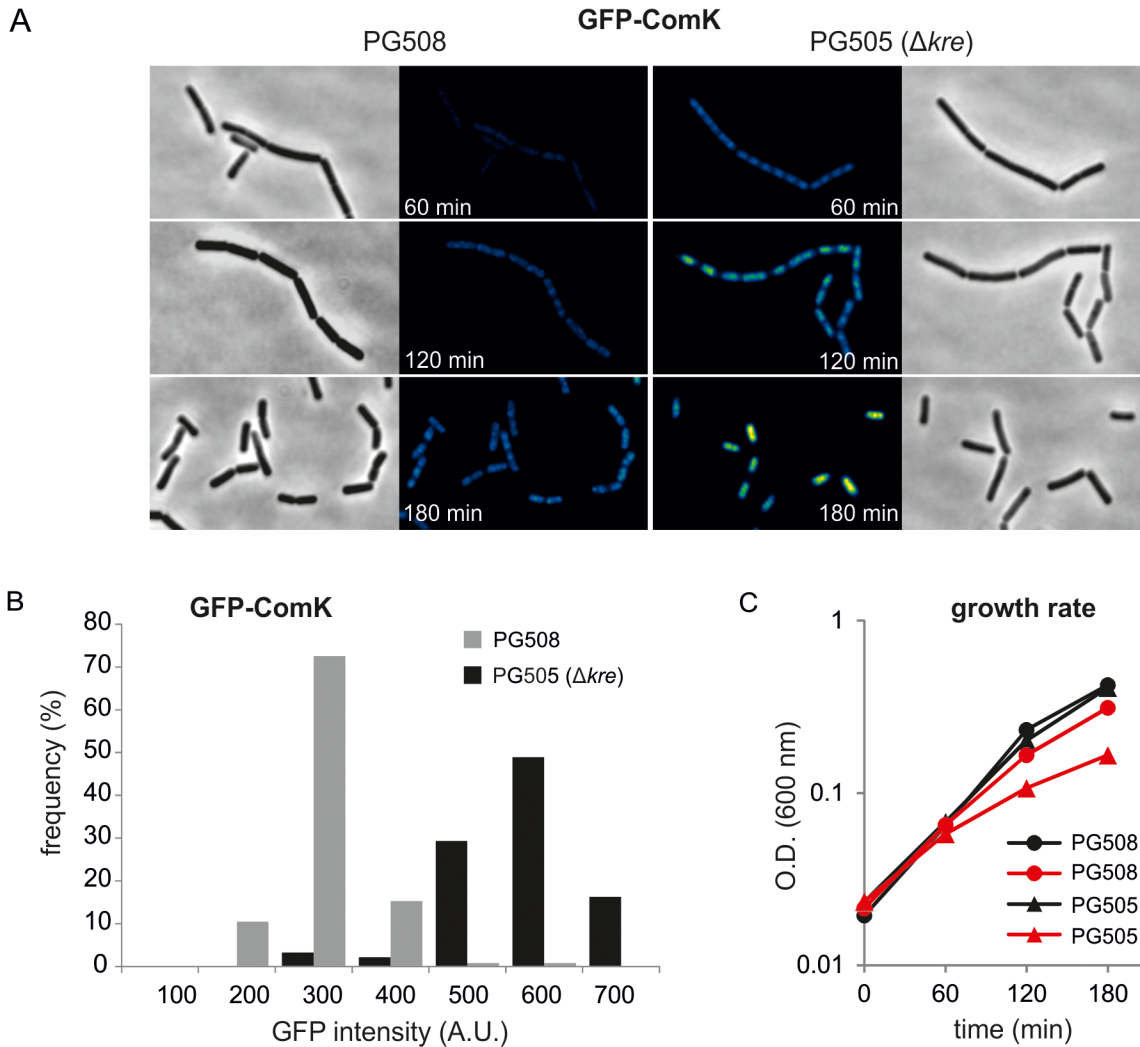 A
GFP-ComK
PG508
PG505 (Δkre)
60 min
60 min
120 min
120 min
180 min
180 min
B
GFP-ComK
80
70
60
50
40
30
20
10
0
frequency (%)
PG508
PG505 (Δkre)
100 200 300 400 500 600 700
GFP intensity (A.U.)
C
growth rate
1
0.1
0.01
O.D. (600 nm)
PG508
PG508
PG505
PG505
0 60 120 180
time (min)